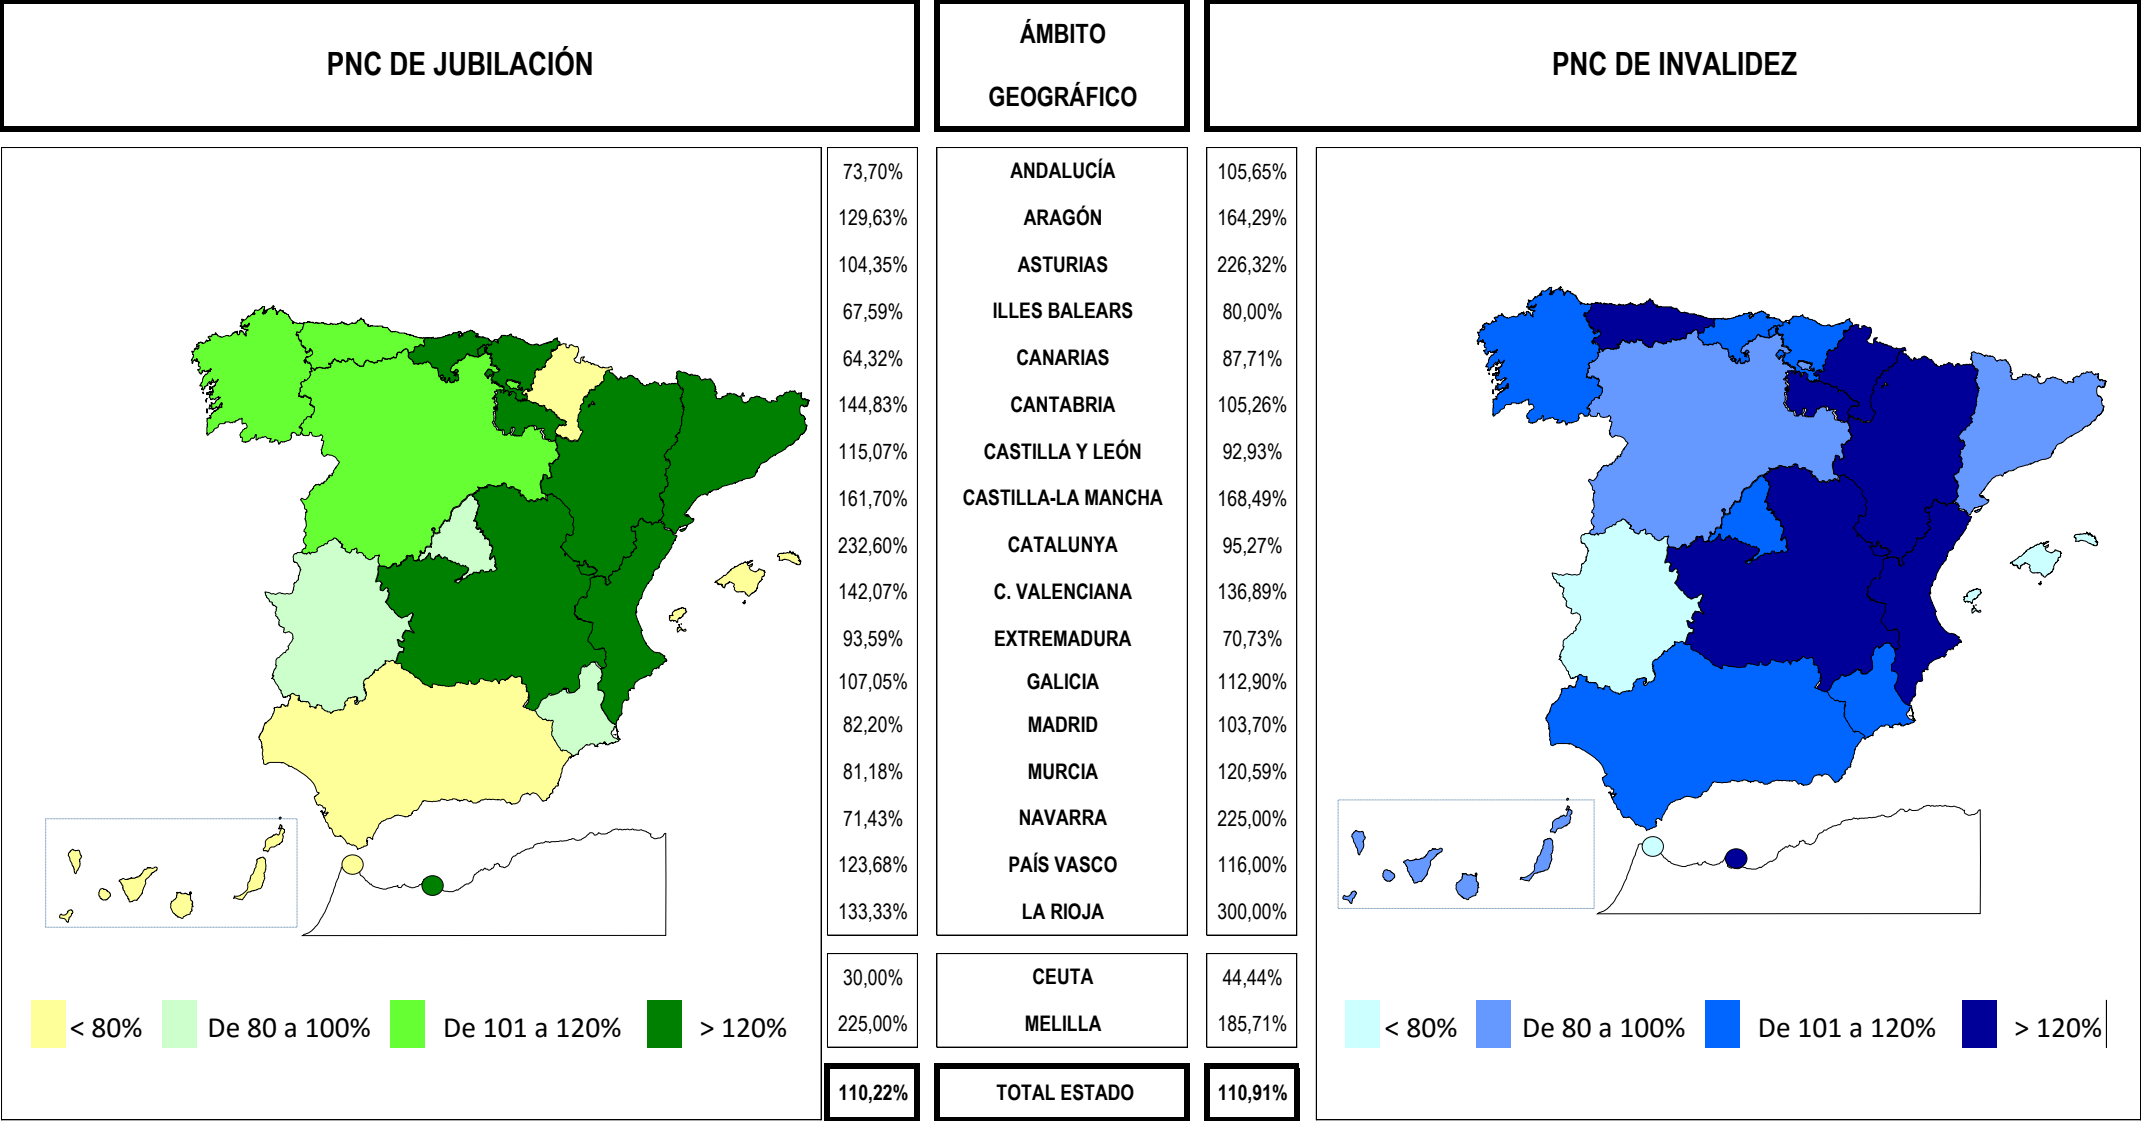 PNC DE JUBILACIÓN
ÁMBITO
GEOGRÁFICO
PNC DE INVALIDEZ
73,70% ANDALUCÍA 105,65%
129,63% ARAGÓN 164,29%
104,35% ASTURIAS 226,32%
67,59% ILLES BALEARS 80,00%
64,32% CANARIAS 87,71%
144,83% CANTABRIA 105,26%
115,07% CASTILLA Y LEÓN 92,93%
161,70% CASTILLA-LA MANCHA 168,49%
232,60% CATALUNYA 95,27%
142,07% C. VALENCIANA 136,89%
93,59% EXTREMADURA 70,73%
107,05% GALICIA 112,90%
82,20% MADRID 103,70%
81,18% MURCIA 120,59%
71,43% NAVARRA 225,00%
123,68% PAÍS VASCO 116,00%
133,33% LA RIOJA 300,00%
30,00% CEUTA 44,44%
225,00% MELILLA 185,71%
110,22% TOTAL ESTADO 110,91%
< 80% De 80 a 100% De 101 a 120% > 120%
< 80% De 80 a 100% De 101 a 120% > 120%